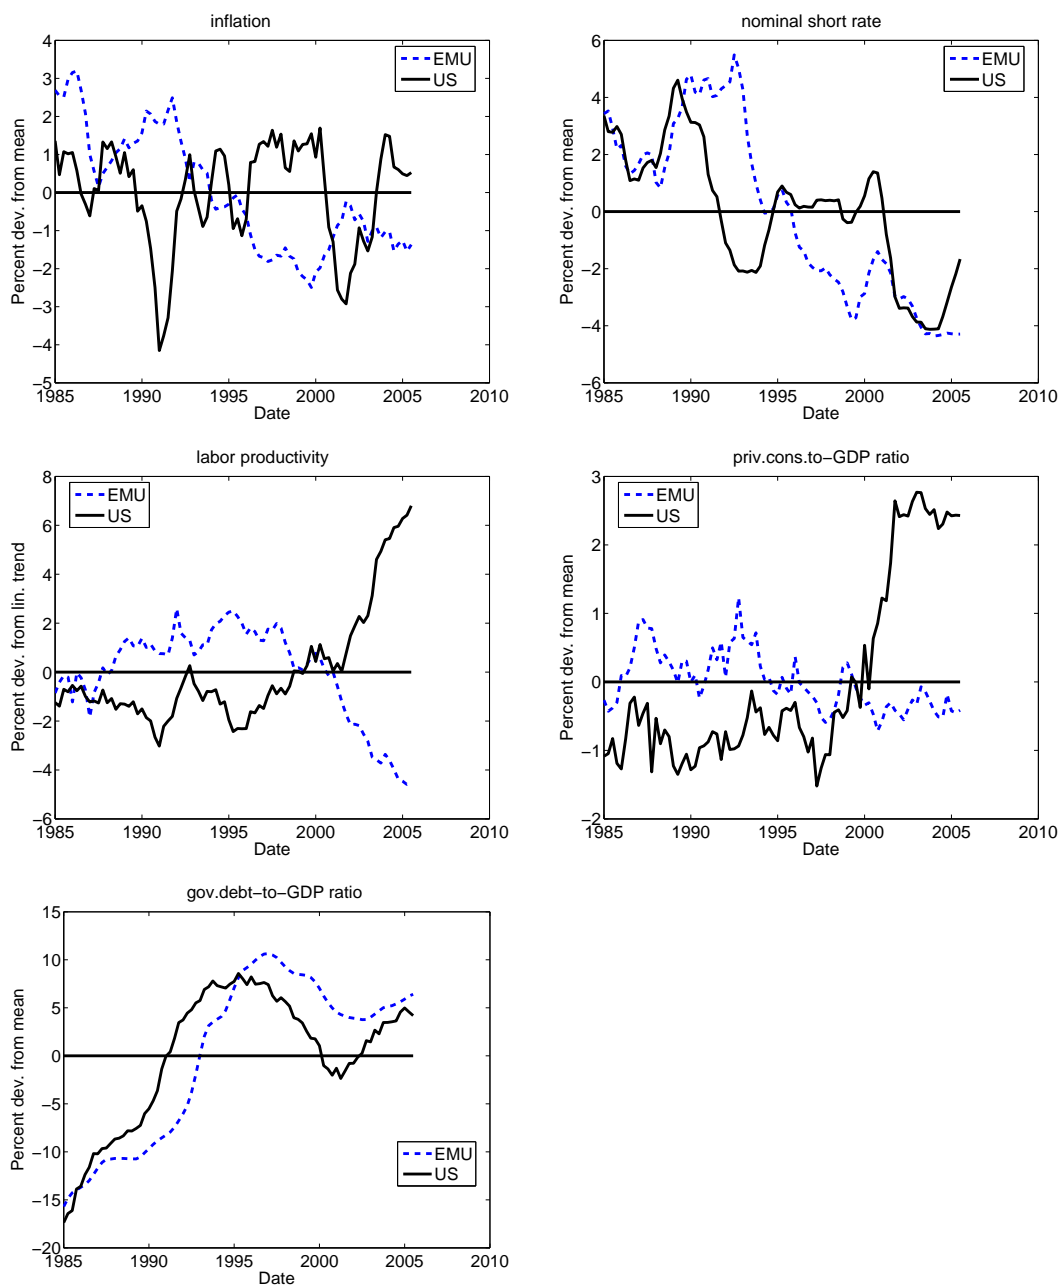 inflation
Percent dev. from mean
4
3
2
1
0
−1
−2
−3
−4
−5
1985 1990 1995 2000 2005 2010
Date
EMU
US
nominal short rate
Percent dev. from mean
6
4
2
0
−2
−4
−6
1985 1990 1995 2000 2005 2010
Date
EMU
US
labor productivity
Percent dev. from lin. trend
8
6
4
2
0
−2
−4
−6
1985 1990 1995 2000 2005 2010
Date
EMU
US
priv.cons.to−GDP ratio
Percent dev. from mean
3
2
1
0
−1
−2
1985 1990 1995 2000 2005 2010
Date
EMU
US
gov.debt−to−GDP ratio
Percent dev. from mean
15
10
5
0
−5
−10
−15
−20
1985 1990 1995 2000 2005 2010
Date
EMU
US